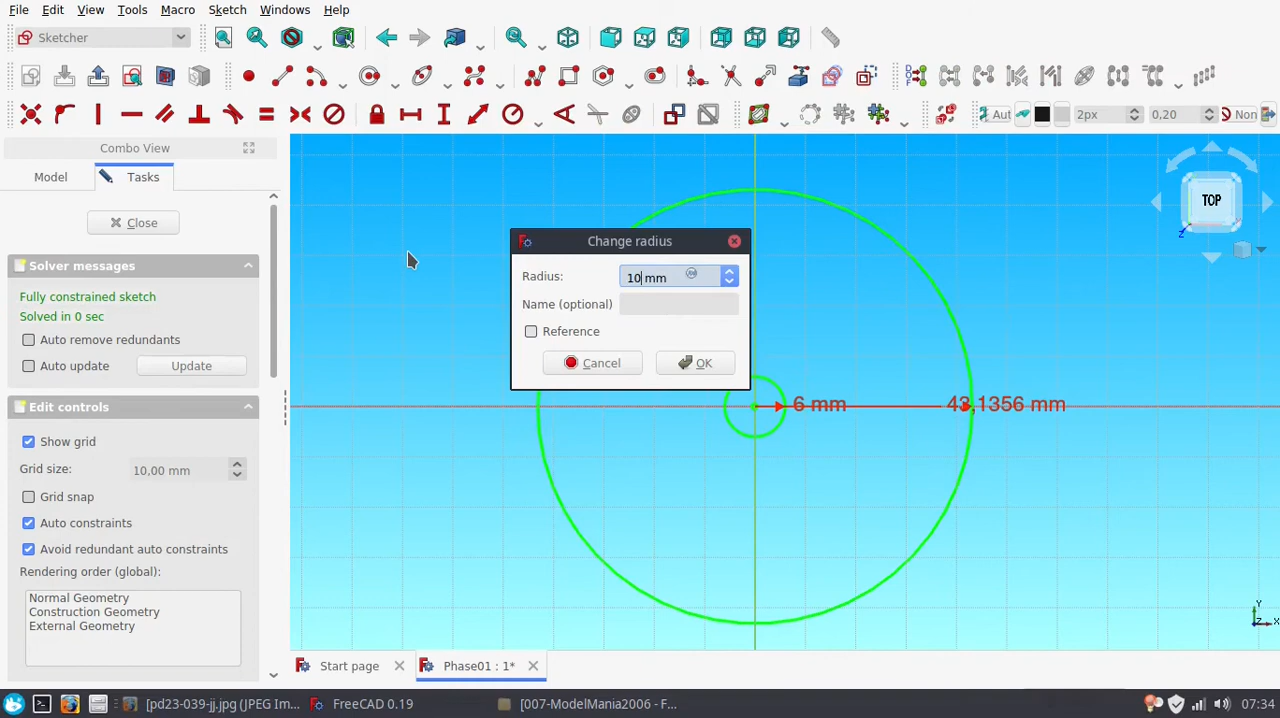 File Edit View Tools Macro Sketch Windows Help
Sketcher
Aut 2px 0,20 Non
Combo View
Model Tasks
Close
Solver messages
Fully constrained sketch
Solved in 0 sec
Auto remove redundants
Auto update Update
Edit controls
Show grid
Grid size: 10,00 mm
Grid snap
Auto constraints
Avoid redundant auto constraints
Rendering order (global):
Normal Geometry
Construction Geometry
External Geometry
Change radius
Radius: 10 mm
Name (optional)
Reference
Cancel OK
6 mm 43,1356 mm
TOP
Z
Y
Z X
Start page Phase01 : 1*
[pd23-039-jj.jpg (JPEG Im... FreeCAD 0.19 [007-ModelMania2006 - F... 07:34